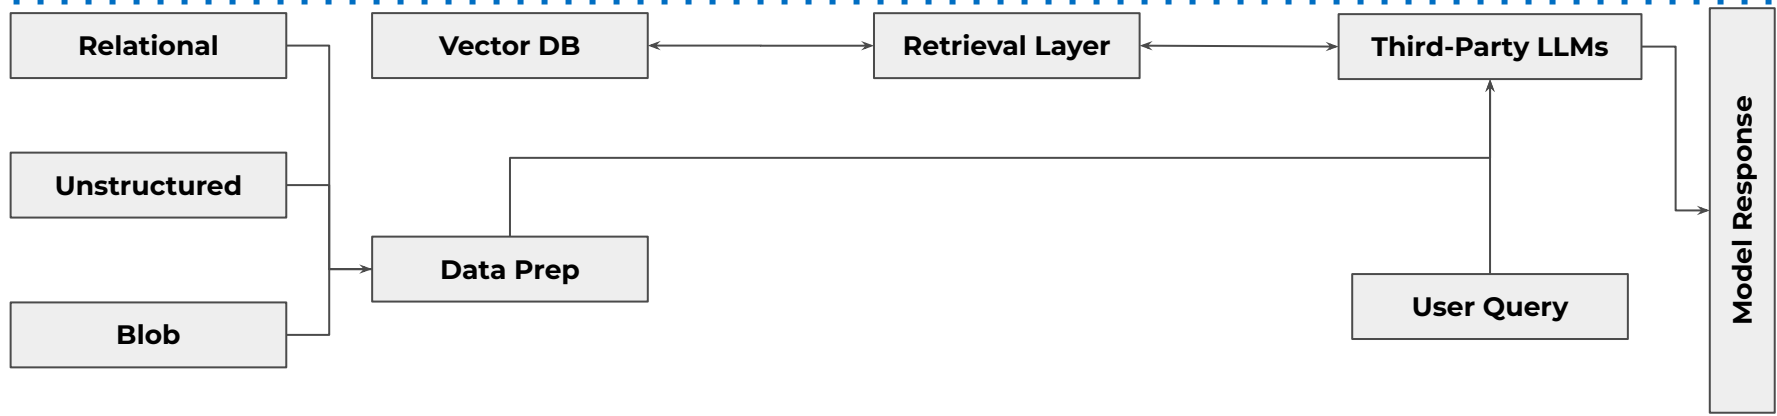 Relational
Vector DB
Retrieval Layer
Third-Party LLMs
Unstructured
Data Prep
Blob
User Query
Model Response